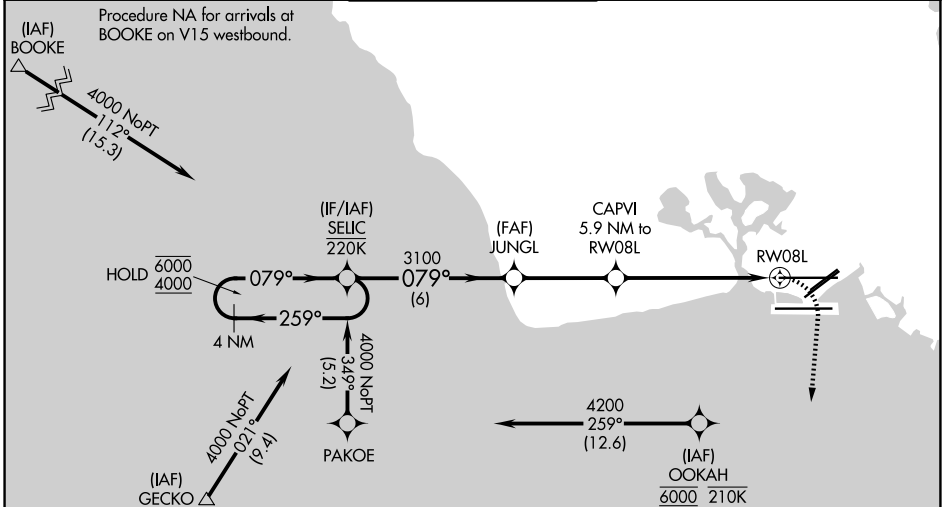 Procedure NA for arrivals at
BOOKE on V15 westbound.
(IAF)
BOOKE
4000 NoPT
112°
(15.3)
(IF/IAF)
SELIC
220K
HOLD
6000
4000
079°
259°
4 NM
3100
079°
(6)
(FAF)
JUNGL
CAPVI
5.9 NM to
RW08L
RW08L
4000 NoPT
349°
(5.2)
PAKOE
4000 NoPT
021°
(9.4)
(IAF)
GECKO
4200
259°
(12.6)
(IAF)
OOKAH
6000 210K